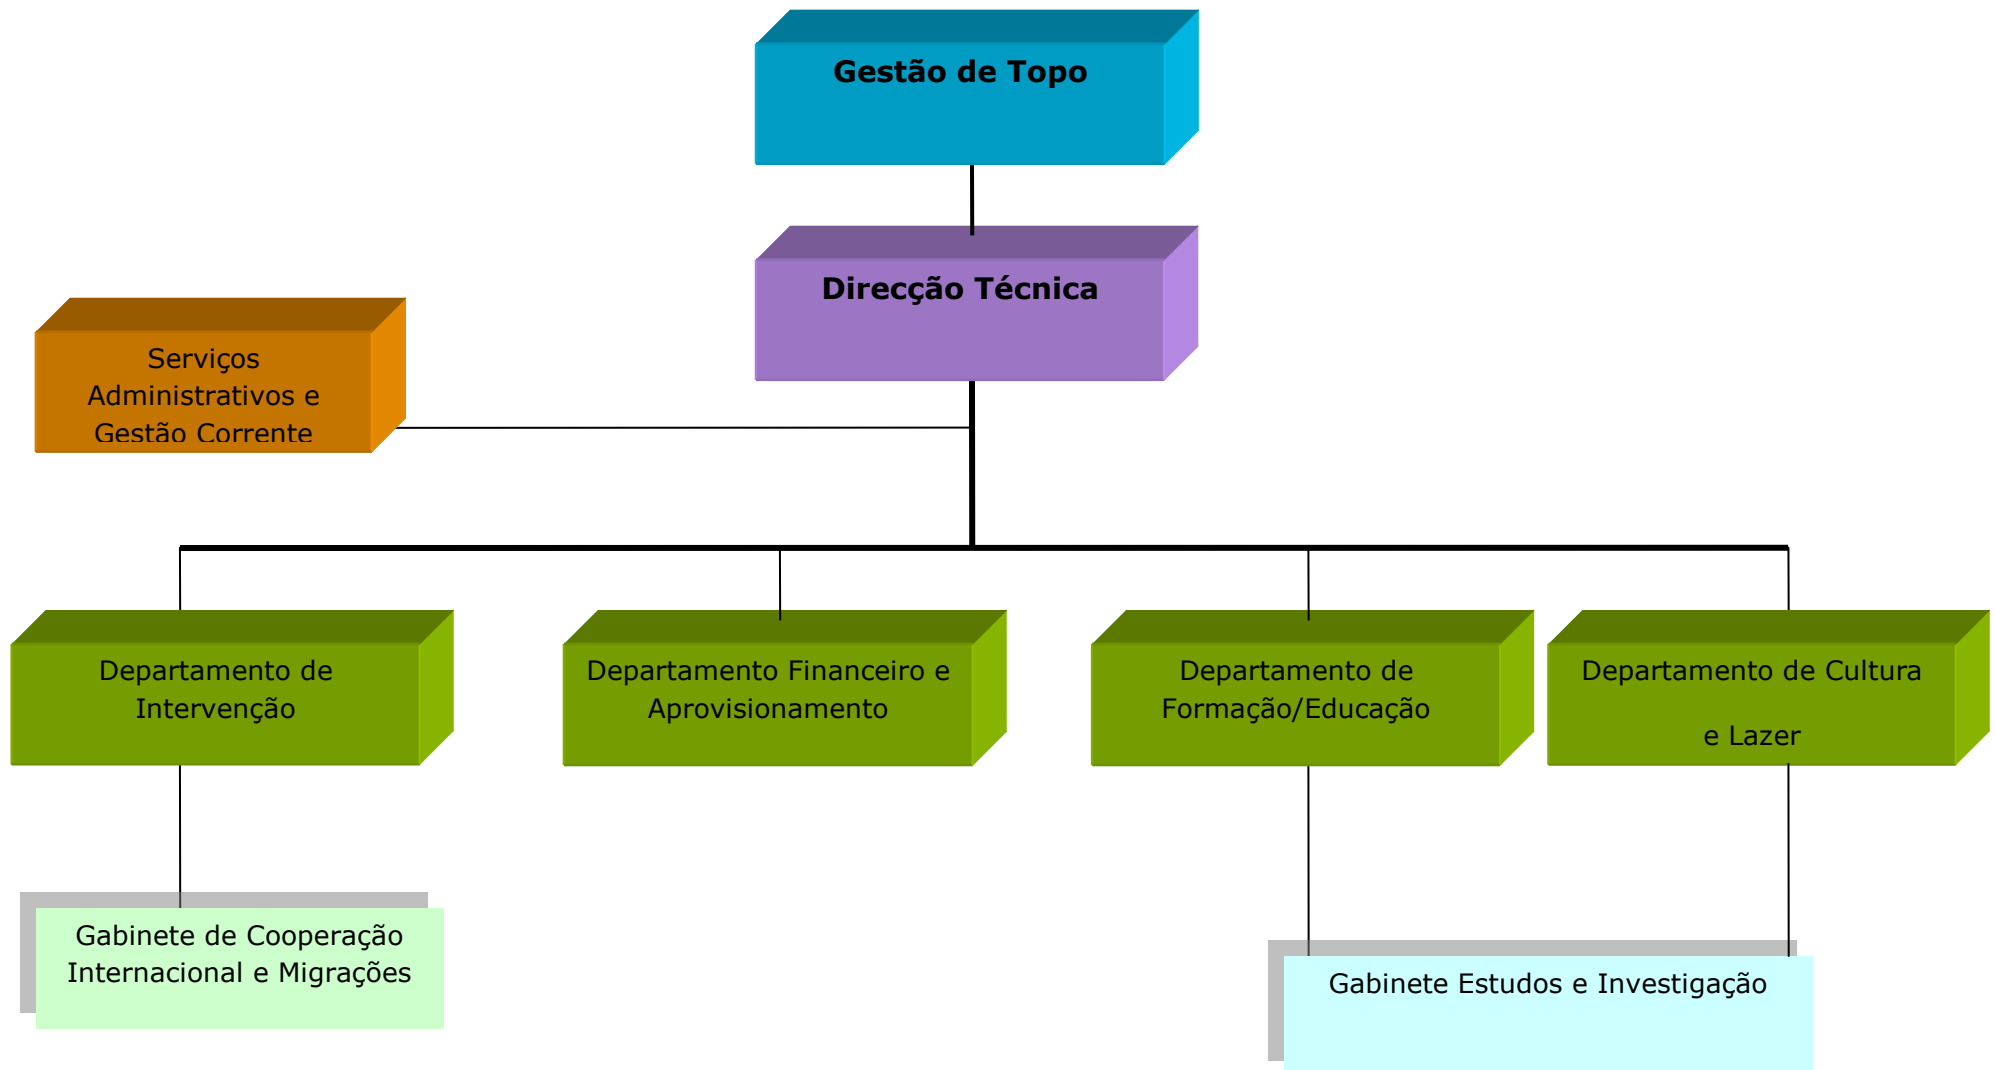 Gestão de Topo
Direcção Técnica
Serviços
Administrativos e
Gestão Corrente
Departamento de
Intervenção
Departamento Financeiro e
Aprovisionamento
Departamento de
Formação/Educação
Departamento de Cultura
e Lazer
Gabinete de Cooperação
Internacional e Migrações
Gabinete Estudos e Investigação